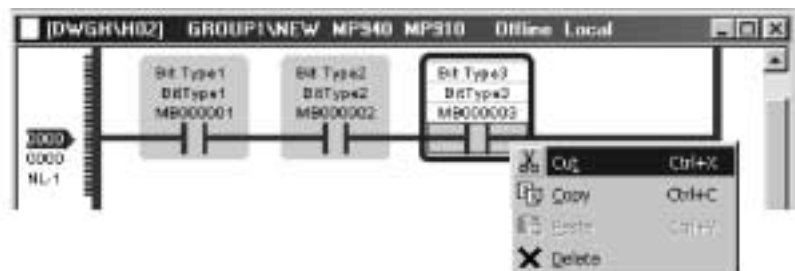 [DWGH\H02] GROUP1\NEW MP940 MP910 Offline Local
Bit Type1 Bit Type2 Bit Type3
BitType1 BitType2 BitType3
MB000001 MB000002 MB000003
0000
0000
NL-1
Cut Ctrl+X
Copy Ctrl+C
Paste Ctrl+V
Delete